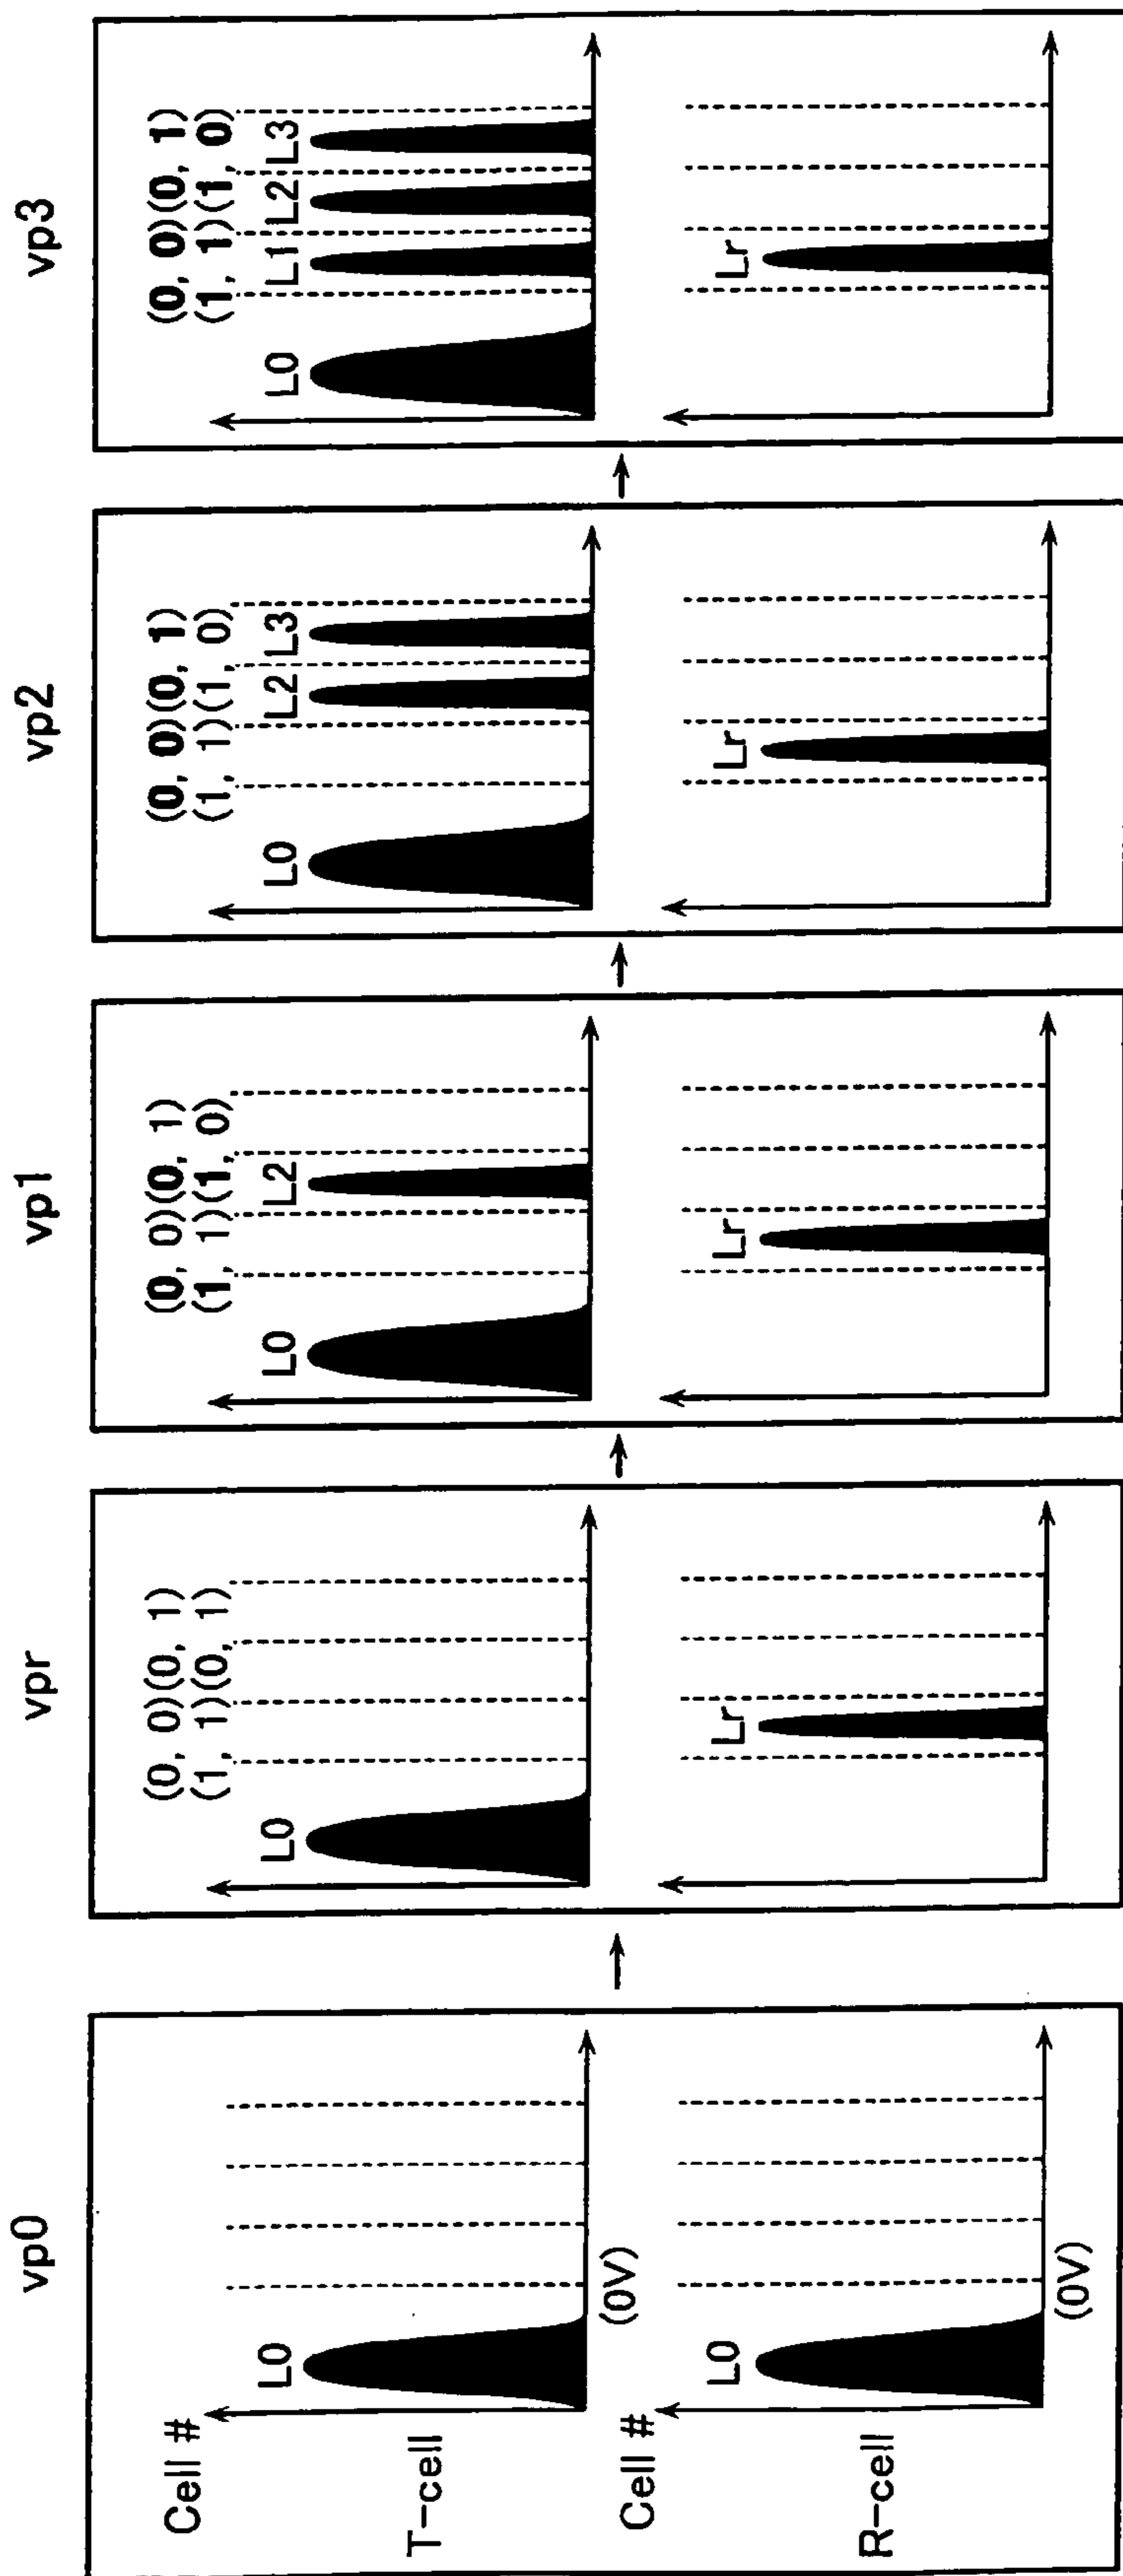 vp0
Cell #
L0
T-cell
(0V)
Cell #
L0
R-cell
(0V)
vpr
(0, 0)(0, 1)
(1, 1)(0, 1)
L0
Lr
vp1
(0, 0)(0, 1)
(1, 1)(1, 0)
L0 L2
Lr
vp2
(0, 0)(0, 1)
(1, 1)(1, 0)
L0 L2 L3
Lr
vp3
(0, 0)(0, 1)
(1, 1)(1, 0)
L0 L1 L2 L3
Lr